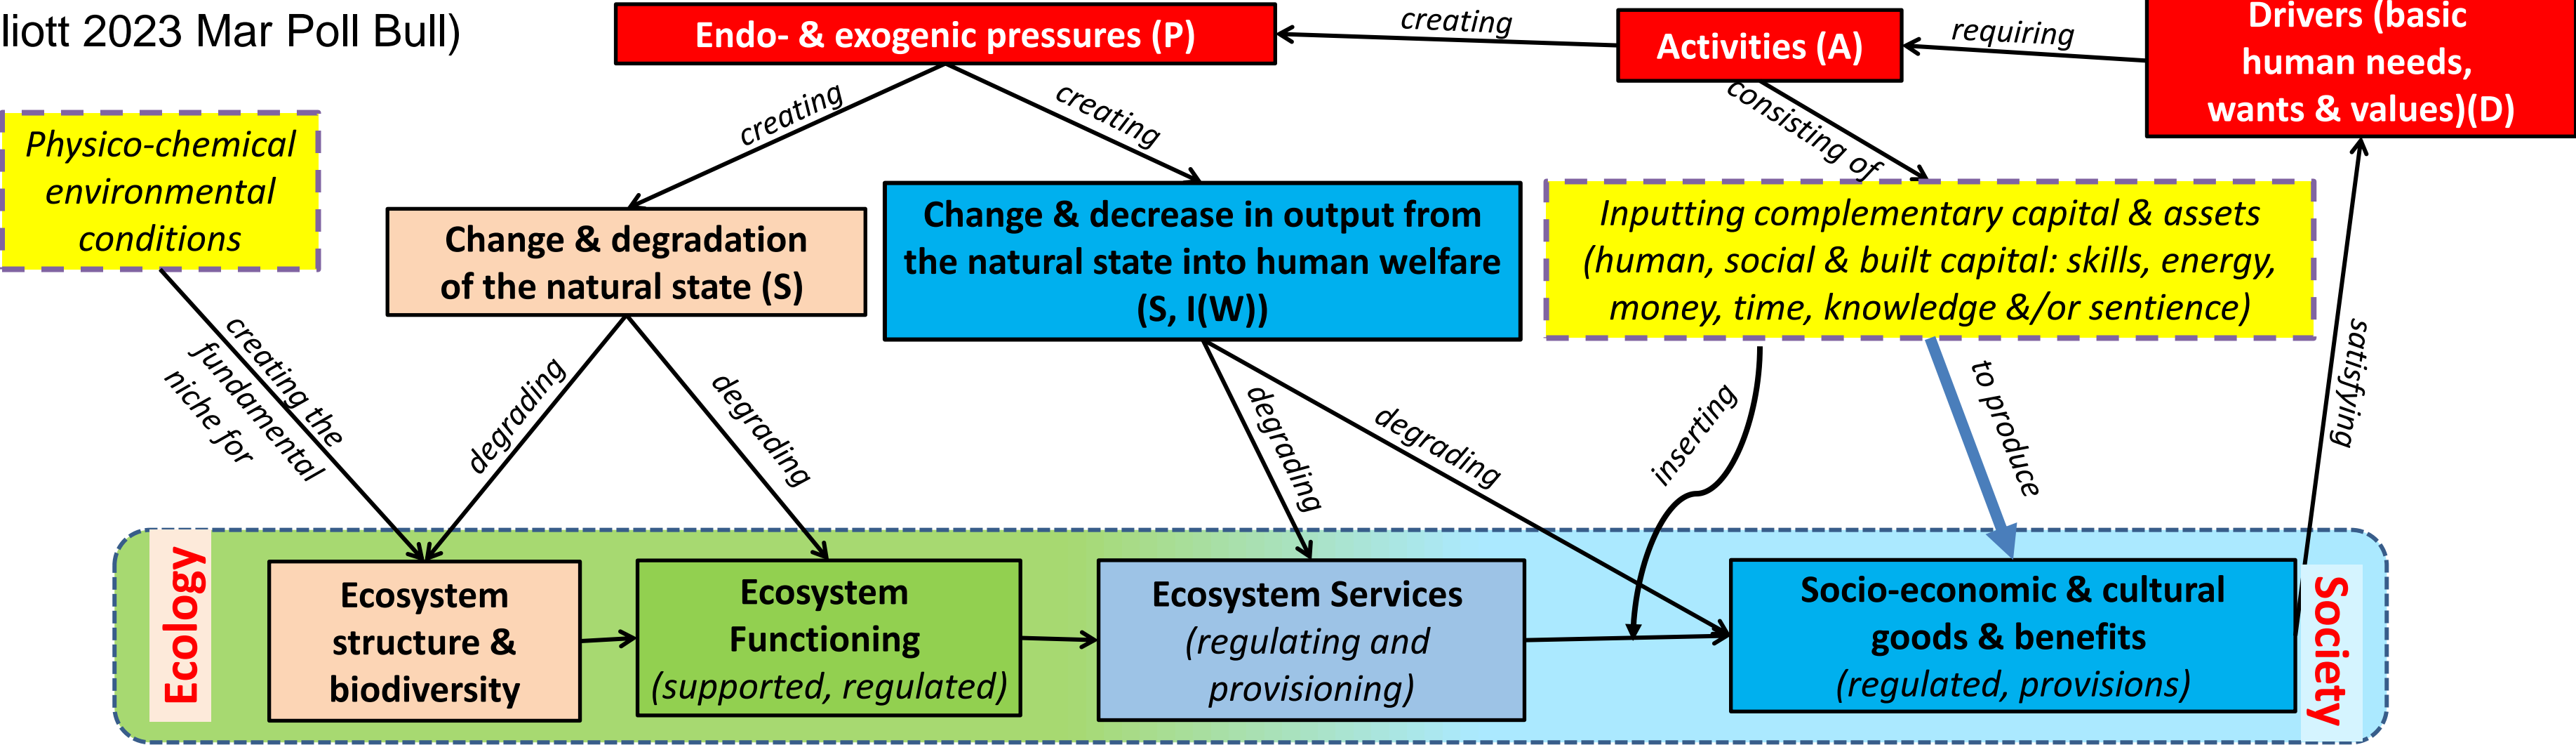 liott 2023 Mar Poll Bull)
Endo- & exogenic pressures (P)
creating
Activities (A)
requiring
Drivers (basic
human needs,
wants & values)(D)
creating
creating
consisting of
Physico-chemical
environmental
conditions
Change & degradation
of the natural state (S)
Change & decrease in output from
the natural state into human welfare
(S, I(W))
Inputting complementary capital & assets
(human, social & built capital: skills, energy,
money, time, knowledge &/or sentience)
creating the
fundamental
niche for
degrading
degrading
degrading
degrading
inserting
to produce
satisfying
Ecology
Ecosystem
structure &
biodiversity
Ecosystem
Functioning
(supported, regulated)
Ecosystem Services
(regulating and
provisioning)
Socio-economic & cultural
goods & benefits
(regulated, provisions)
Society